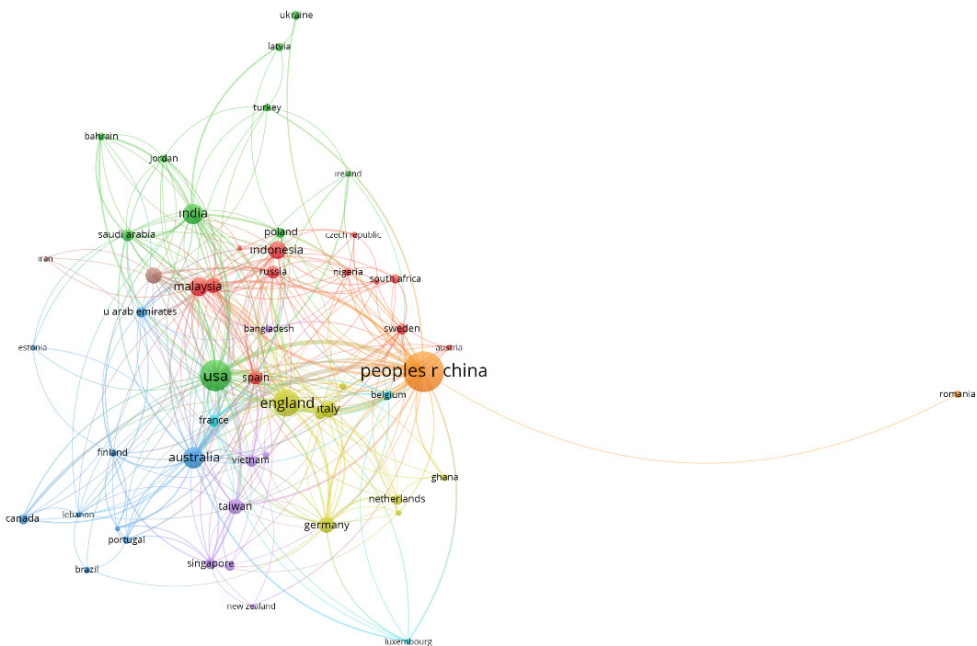 ukraine
latvia
turkey
bahrain
jordan
ireland
india
saudi arabia
poland
czech republic
indonesia
iran
russia
nigeria
south africa
malaysia
u arab emirates
bangladesh
sweden
estonia
austria
usa
spain
peoples r china
belgium
romania
england
italy
france
finland
australia
vietnam
ghana
netherlands
canada
lebanon
taiwan
germany
portugal
brazil
singapore
new zealand
luxembourg